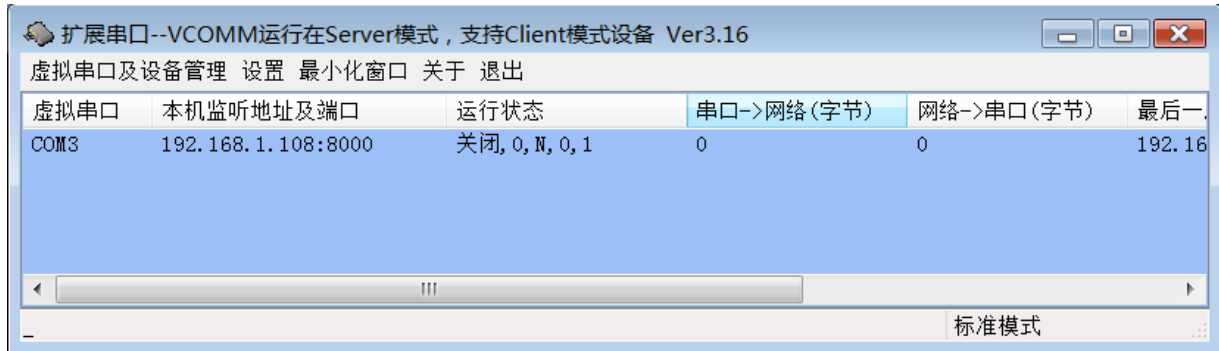 扩展串口--VCOMM运行在Server模式，支持Client模式设备 Ver3.16
虚拟串口及设备管理 设置 最小化窗口 关于 退出
虚拟串口 本机监听地址及端口 运行状态 串口->网络(字节) 网络->串口(字节) 最后一
COM3 192.168.1.108:8000 关闭,0,N,0,1 0 0 192.16
标准模式